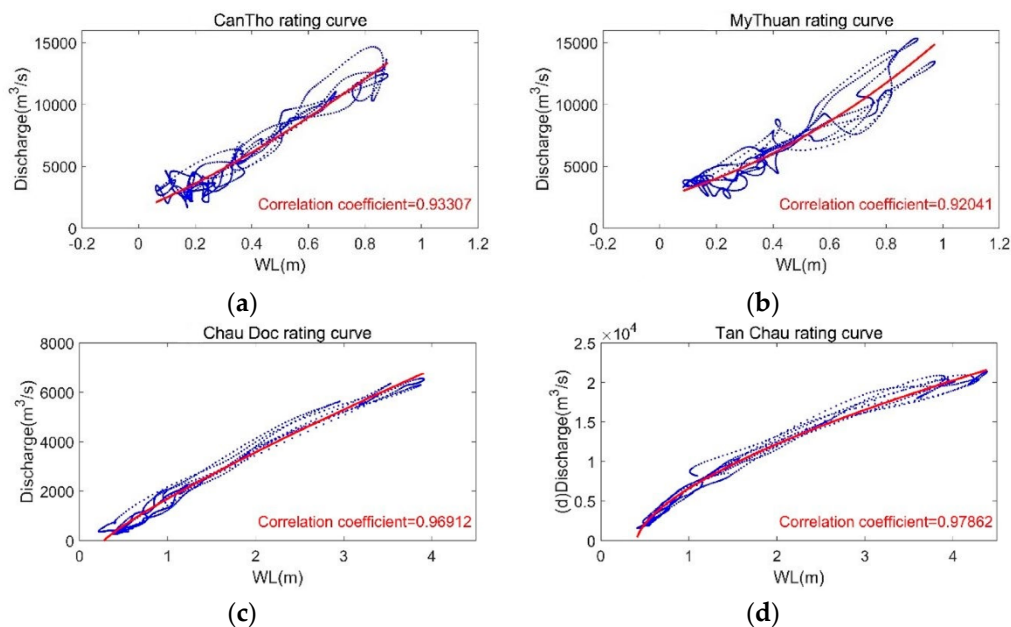 CanTho rating curve
15000
10000
5000
0
Discharge(m³/s)
Correlation coefficient=0.93307
-0.2 0 0.2 0.4 0.6 0.8 1 1.2
WL(m)
(a)
MyThuan rating curve
15000
10000
5000
0
Discharge(m³/s)
Correlation coefficient=0.92041
-0.2 0 0.2 0.4 0.6 0.8 1 1.2
WL(m)
(b)
Chau Doc rating curve
8000
6000
4000
2000
0
Discharge(m³/s)
Correlation coefficient=0.96912
0 1 2 3 4
WL(m)
(c)
Tan Chau rating curve
×10⁴
2.5
2
1.5
1
0.5
0
(d)Discharge(m³/s)
Correlation coefficient=0.97862
0 1 2 3 4
WL(m)
(d)